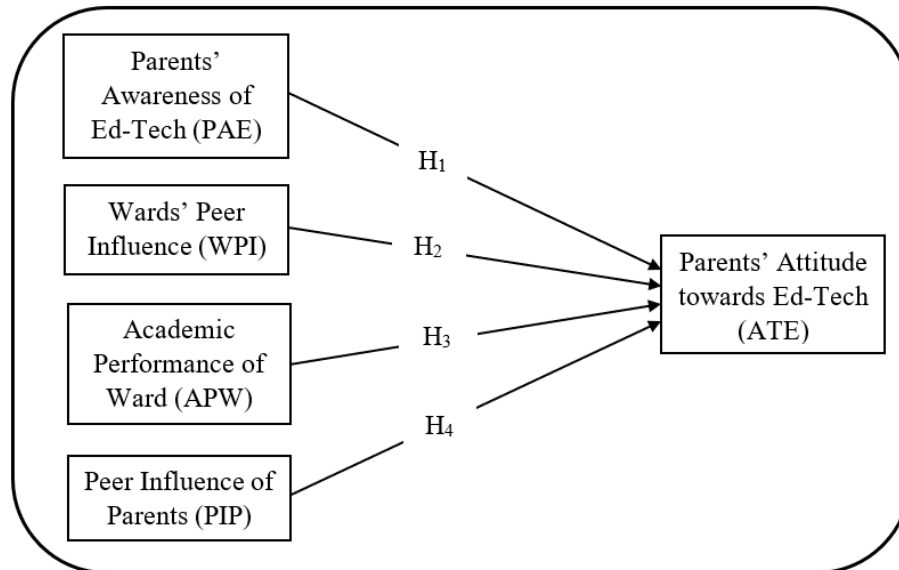 Parents’
Awareness of
Ed-Tech (PAE)
H₁
Wards’ Peer
Influence (WPI)
H₂
Parents’ Attitude
towards Ed-Tech
(ATE)
Academic
Performance of
Ward (APW)
H₃
H₄
Peer Influence of
Parents (PIP)